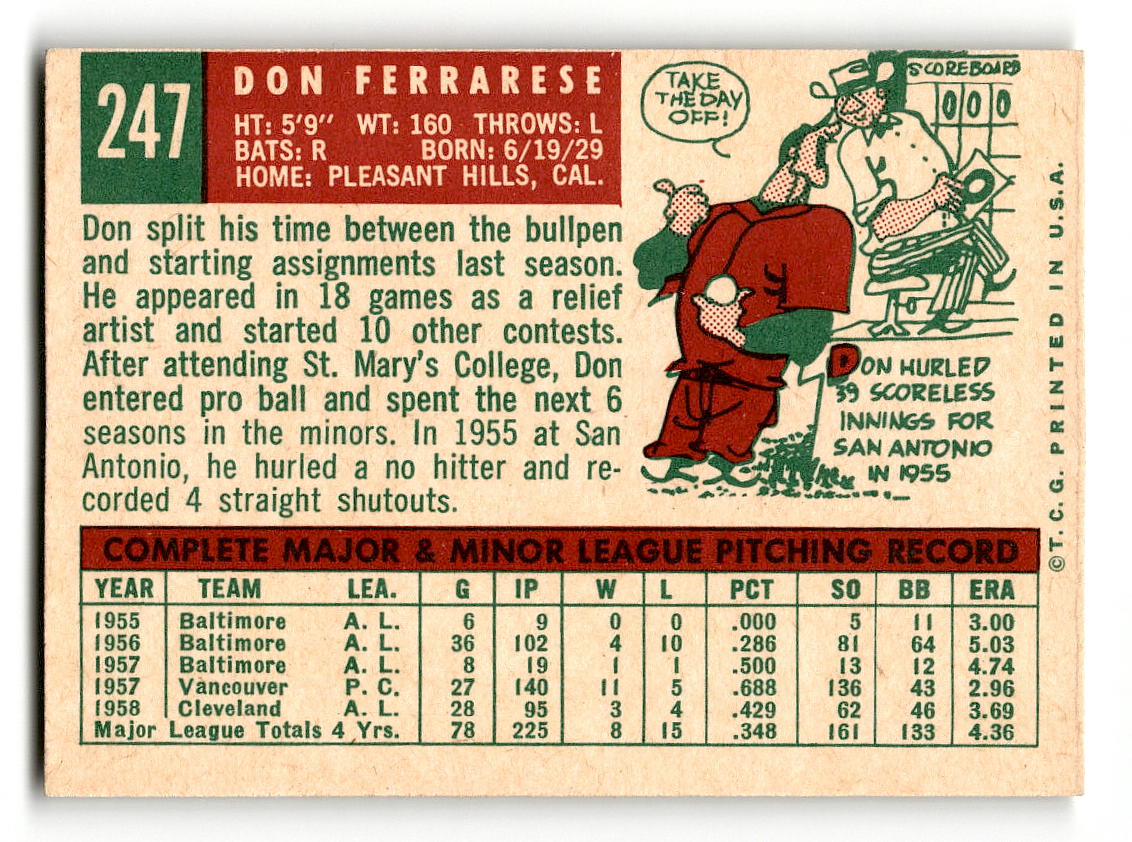 247
DON FERRARESE
HT: 5'9" WT: 160 THROWS: L
BATS: R BORN: 6/19/29
HOME: PLEASANT HILLS, CAL.
Don split his time between the bullpen
and starting assignments last season.
He appeared in 18 games as a relief
artist and started 10 other contests.
After attending St. Mary's College, Don
entered pro ball and spent the next 6
seasons in the minors. In 1955 at San
Antonio, he hurled a no hitter and re-
corded 4 straight shutouts.
TAKE
THE DAY
OFF!
SCOREBOARD
0 0 0
0
DON HURLED
39 SCORELESS
INNINGS FOR
SAN ANTONIO
IN 1955
COMPLETE MAJOR & MINOR LEAGUE PITCHING RECORD
YEAR TEAM LEA. G IP W L PCT SO BB ERA
1955 Baltimore A. L. 6 9 0 0 .000 5 11 3.00
1956 Baltimore A. L. 36 102 4 10 .286 81 64 5.03
1957 Baltimore A. L. 8 19 1 1 .500 13 12 4.74
1957 Vancouver P. C. 27 140 11 5 .688 136 43 2.96
1958 Cleveland A. L. 28 95 3 4 .429 62 46 3.69
Major League Totals 4 Yrs. 78 225 8 15 .348 161 133 4.36
©T. C. G. PRINTED IN U.S.A.